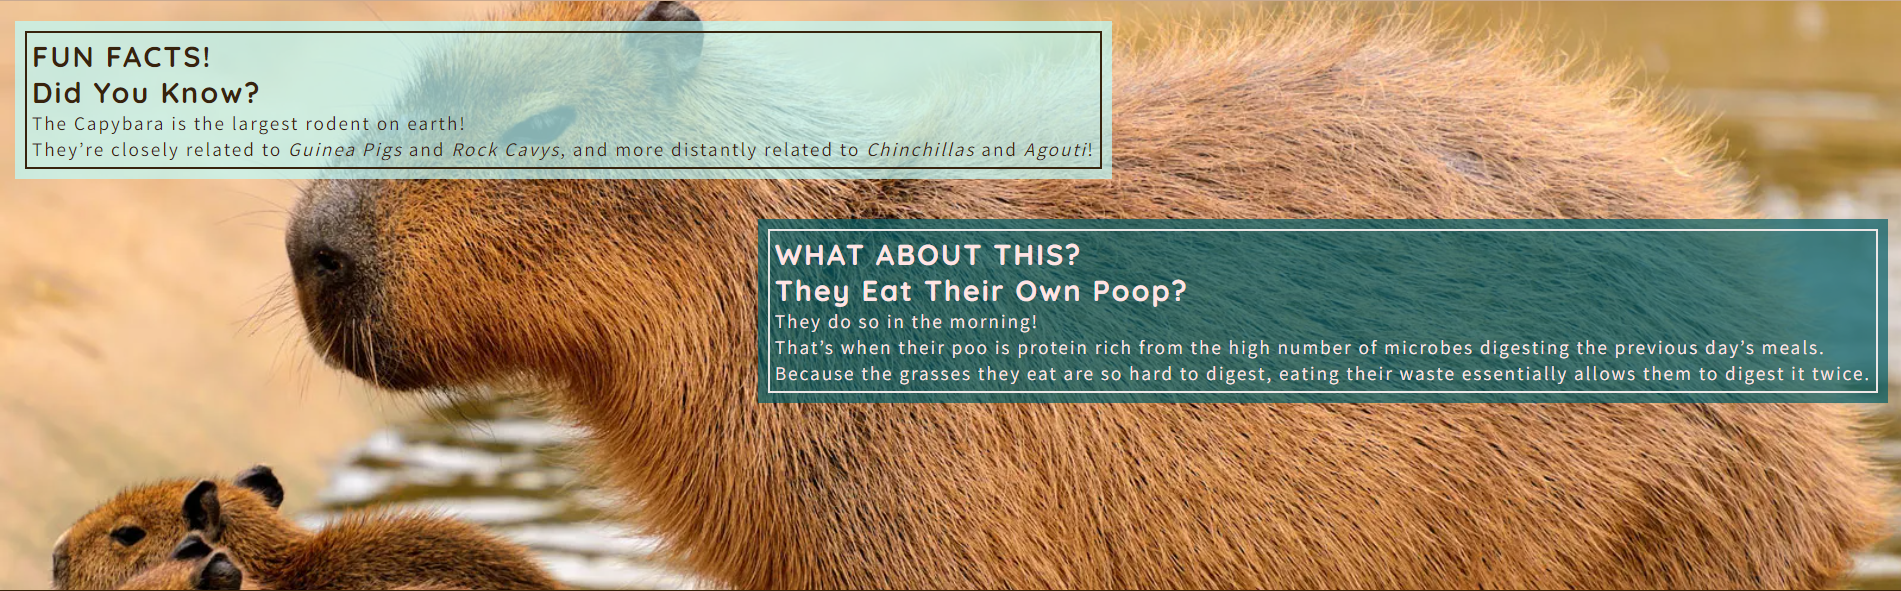 FUN FACTS!
Did You Know?
The Capybara is the largest rodent on earth!
They’re closely related to Guinea Pigs and Rock Cavys, and more distantly related to Chinchillas and Agouti!
WHAT ABOUT THIS?
They Eat Their Own Poop?
They do so in the morning!
That’s when their poo is protein rich from the high number of microbes digesting the previous day’s meals.
Because the grasses they eat are so hard to digest, eating their waste essentially allows them to digest it twice.